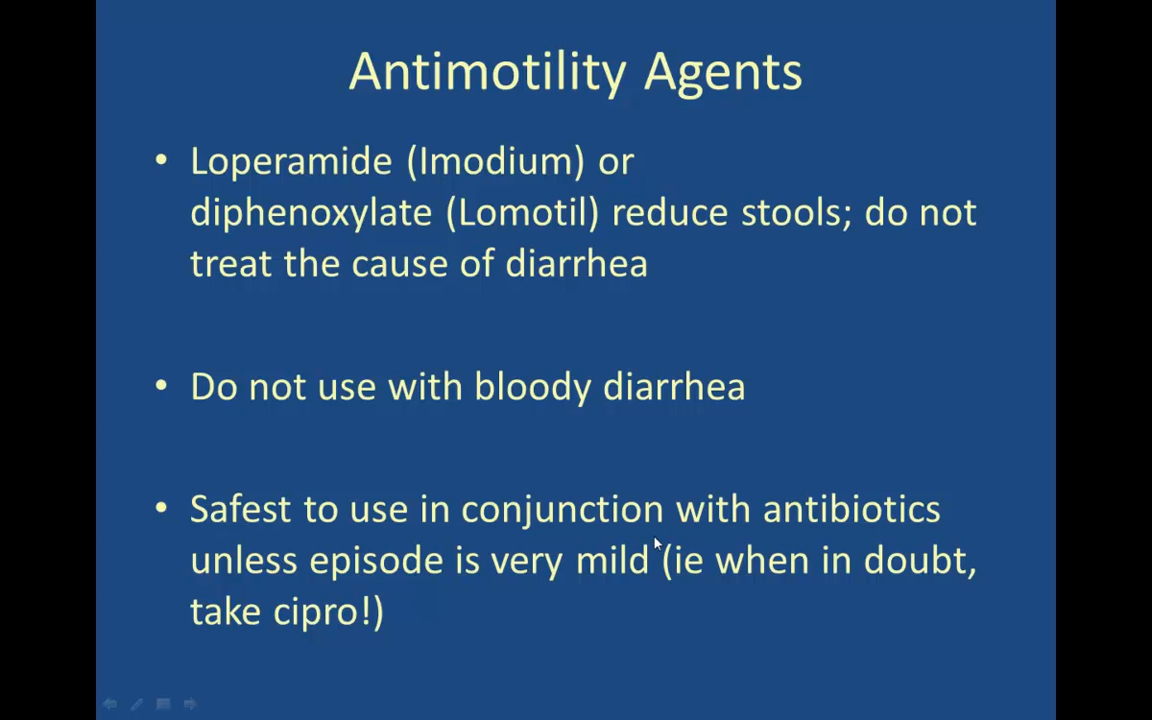 Antimotility Agents
• Loperamide (Imodium) or
diphenoxylate (Lomotil) reduce stools; do not
treat the cause of diarrhea
• Do not use with bloody diarrhea
• Safest to use in conjunction with antibiotics
unless episode is very mild (ie when in doubt,
take cipro!)